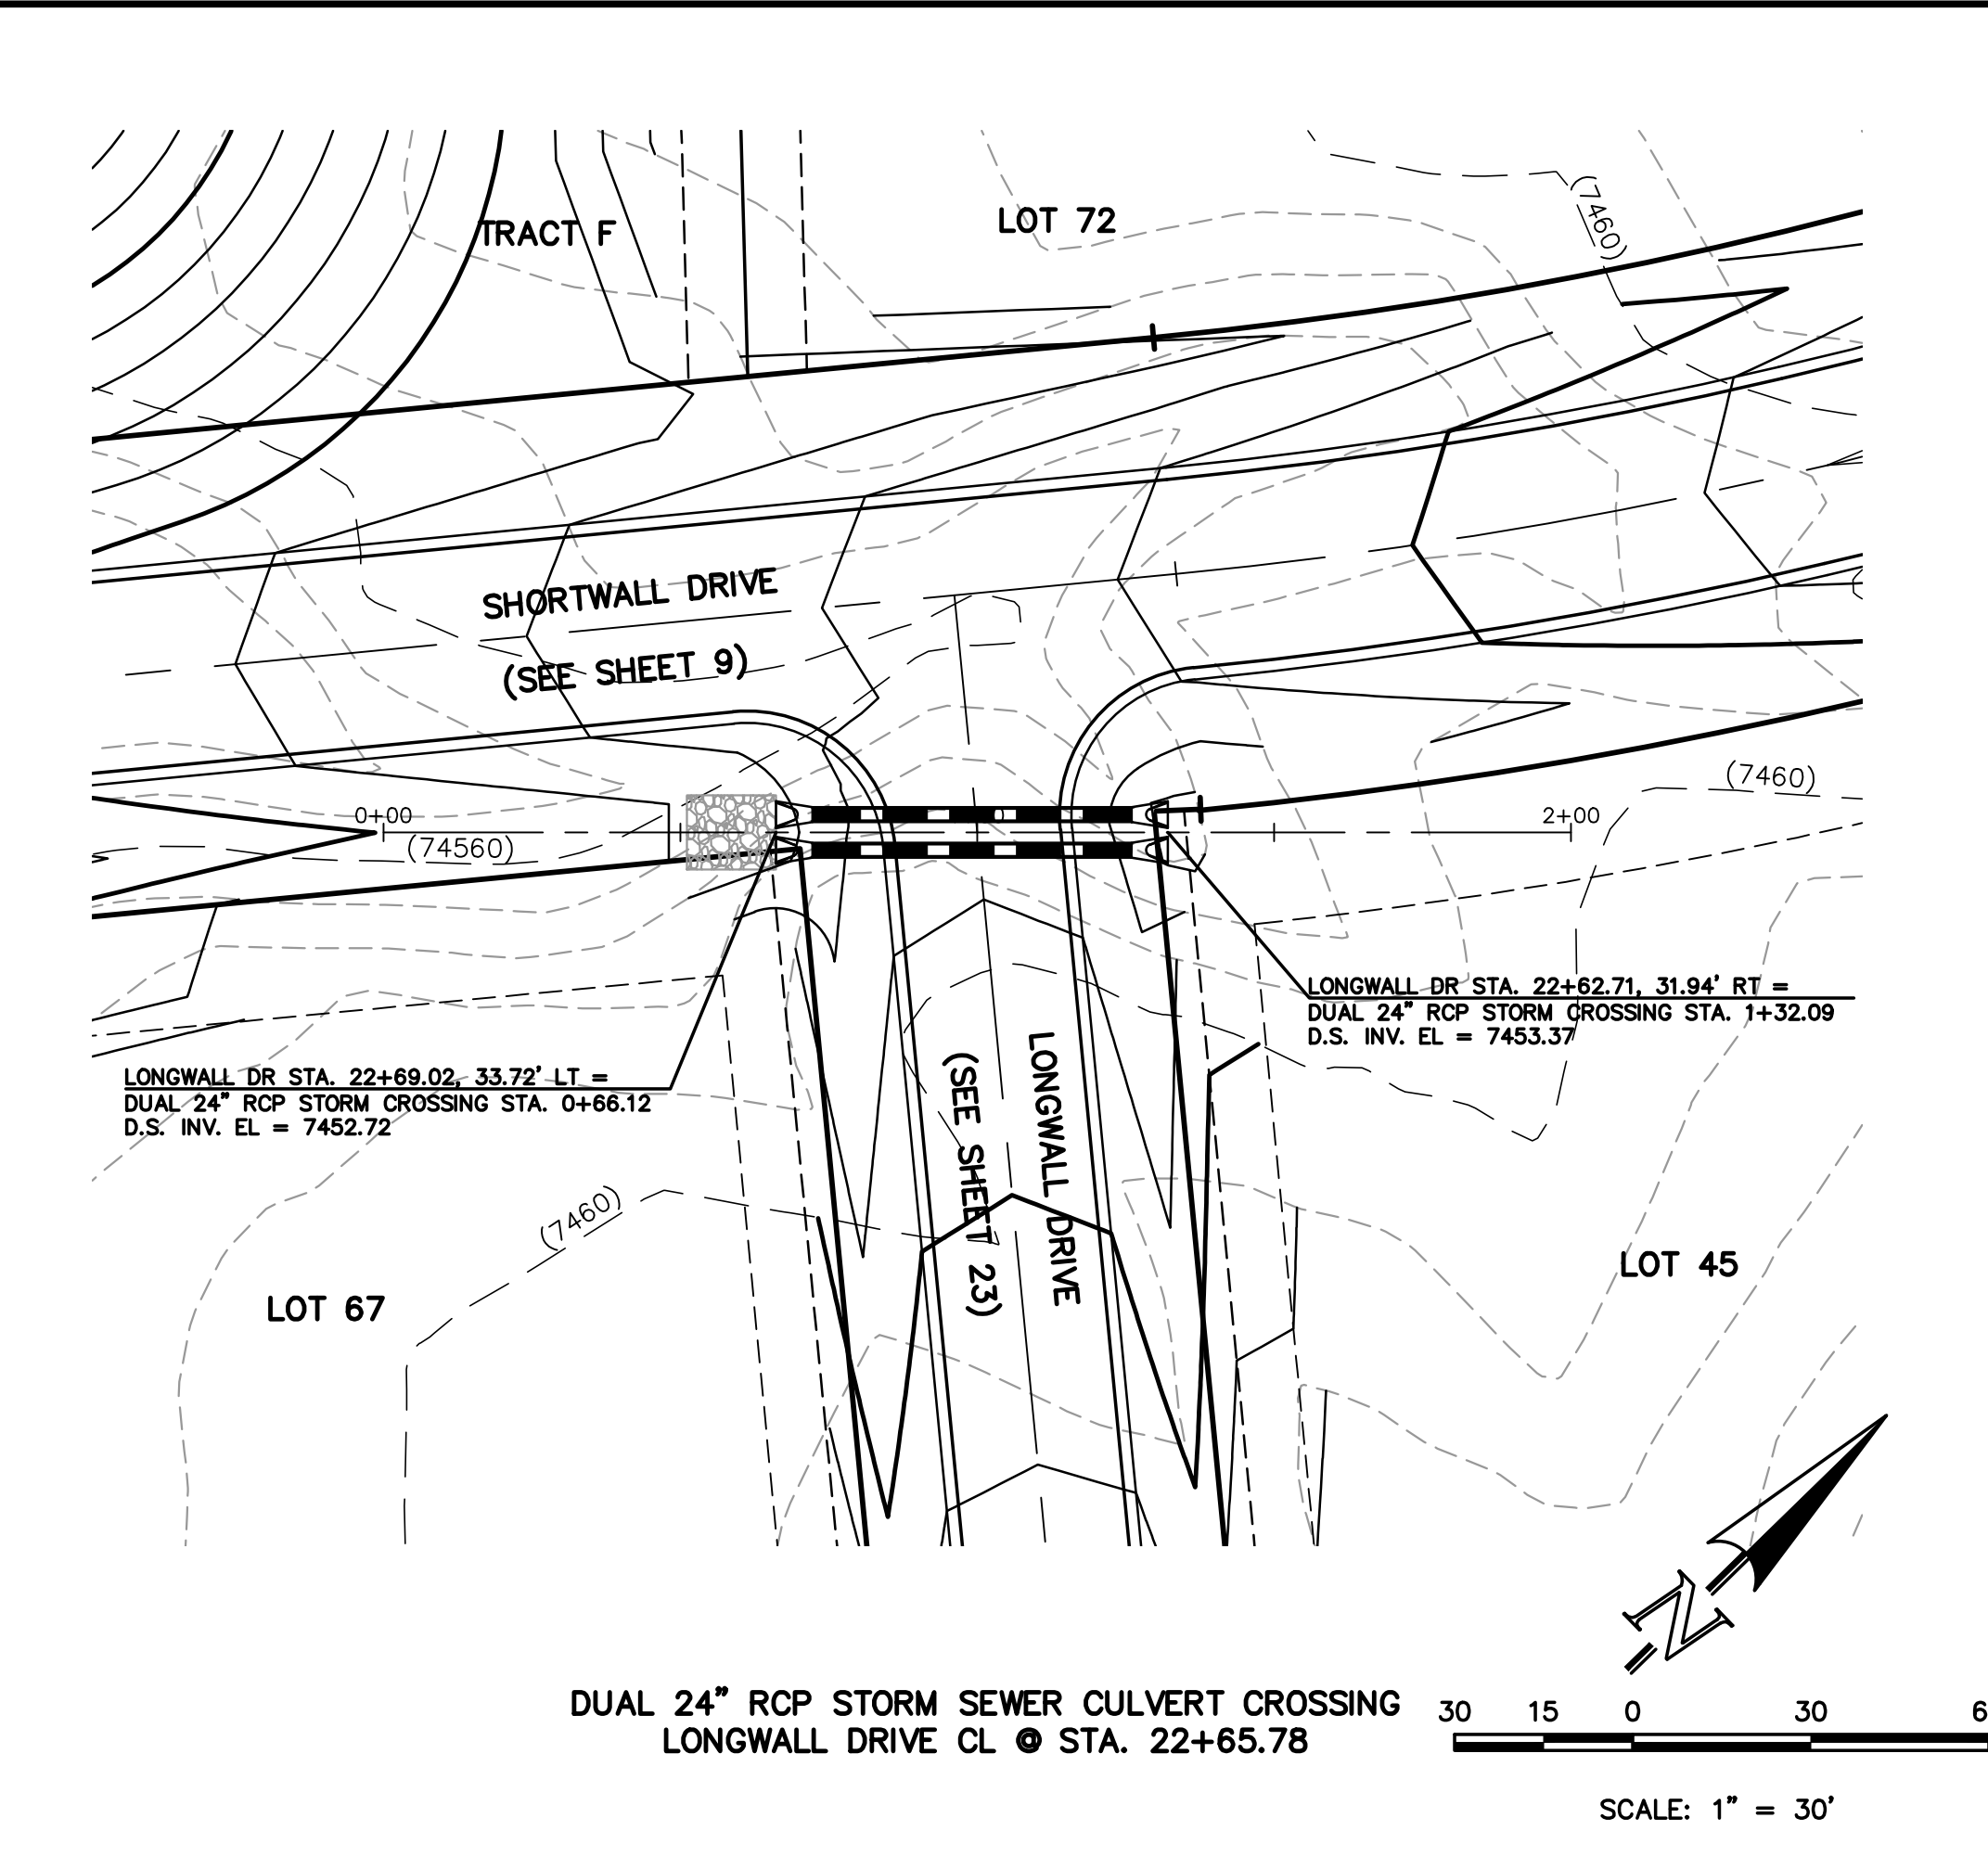 TRACT F
LOT 72
(7460)
SHORTWALL DRIVE
(SEE SHEET 9)
(7460)
0+00
2+00
(74560)
LONGWALL DR STA. 22+62.71, 31.94' RT =
DUAL 24" RCP STORM CROSSING STA. 1+32.09
D.S. INV. EL = 7453.37
LONGWALL DR STA. 22+69.02, 33.72' LT =
DUAL 24" RCP STORM CROSSING STA. 0+66.12
D.S. INV. EL = 7452.72
LONGWALL DRIVE
(SEE SHEET 23)
(7460)
LOT 67
LOT 45
N
DUAL 24" RCP STORM SEWER CULVERT CROSSING
LONGWALL DRIVE CL @ STA. 22+65.78
30 15 0 30 6
SCALE: 1" = 30'